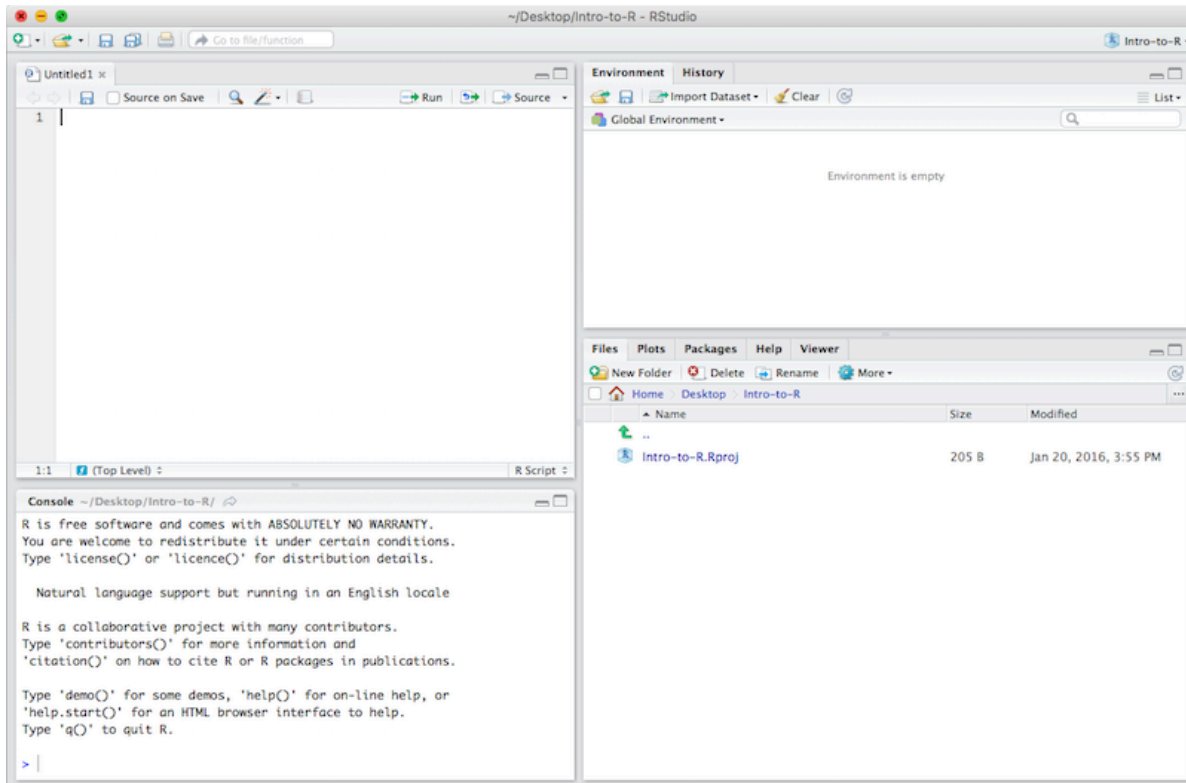 ~/Desktop/Intro-to-R - RStudio
Go to file/function
Intro-to-R
Untitled1
Source on Save
Run
Source
1
1:1
(Top Level)
R Script
Console ~/Desktop/Intro-to-R/
R is free software and comes with ABSOLUTELY NO WARRANTY.
You are welcome to redistribute it under certain conditions.
Type 'license()' or 'licence()' for distribution details.
Natural language support but running in an English locale
R is a collaborative project with many contributors.
Type 'contributors()' for more information and
'citation()' on how to cite R or R packages in publications.
Type 'demo()' for some demos, 'help()' for on-line help, or
'help.start()' for an HTML browser interface to help.
Type 'q()' to quit R.
>
Environment History
Import Dataset Clear List
Global Environment
Environment is empty
Files Plots Packages Help Viewer
New Folder Delete Rename More
Home Desktop Intro-to-R
Name Size Modified
..
Intro-to-R.Rproj 205 B Jan 20, 2016, 3:55 PM